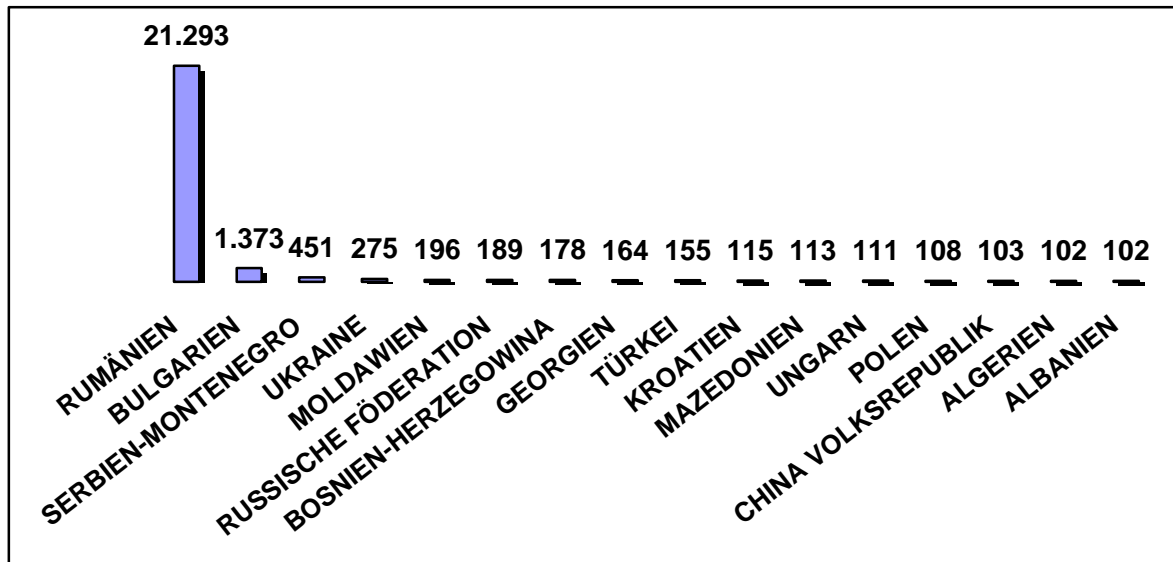 21.293
1.373
451
275
196
189
178
164
155
115
113
111
108
103
102
102
RUMÄNIEN
BULGARIEN
SERBIEN-MONTENEGRO
UKRAINE
MOLDAWIEN
RUSSISCHE FÖDERATION
BOSNIEN-HERZEGOWINA
GEORGIEN
TÜRKEI
KROATIEN
MAZEDONIEN
UNGARN
POLEN
CHINA VOLKSREPUBLIK
ALGERIEN
ALBANIEN